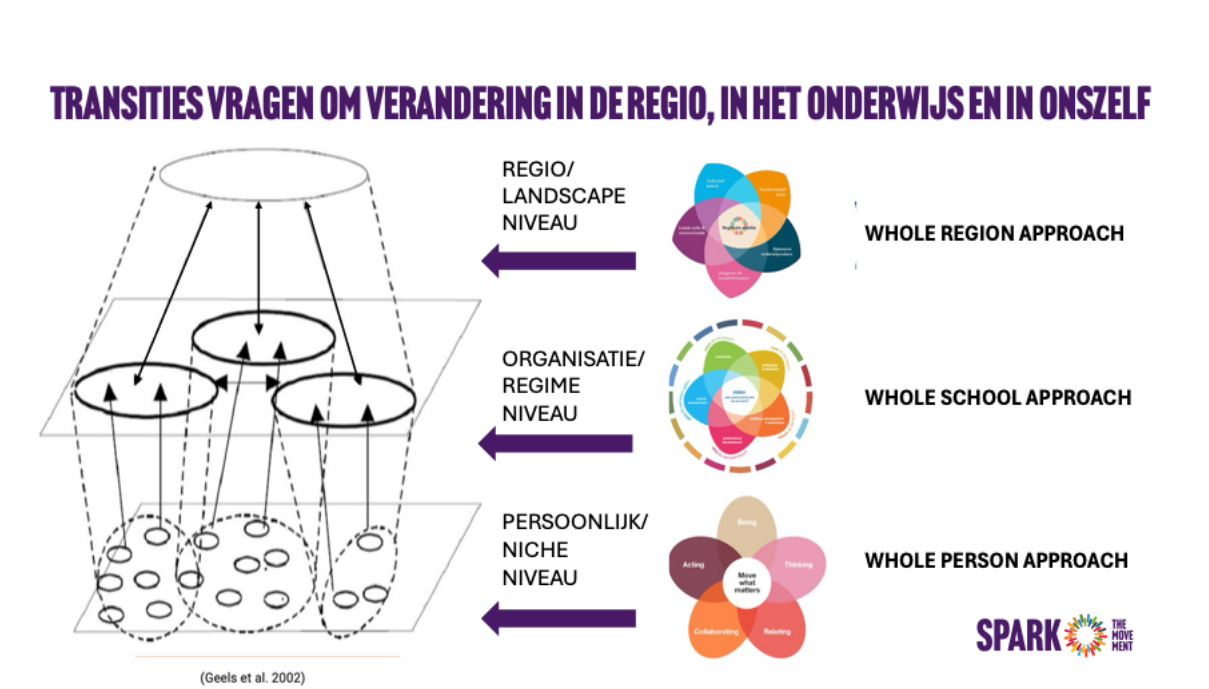 TRANSITIES VRAGEN OM VERANDERING IN DE REGIO, IN HET ONDERWIJS EN IN ONSZELF
REGIO/
LANDSCAPE
NIVEAU
WHOLE REGION APPROACH
ORGANISATIE/
REGIME
NIVEAU
WHOLE SCHOOL APPROACH
PERSOONLIJK/
NICHE
NIVEAU
Being
Acting
Thinking
Move
what
matters
Collaborating
Relating
WHOLE PERSON APPROACH
SPARK
THE
MOVE
MENT
(Geels et al. 2002)